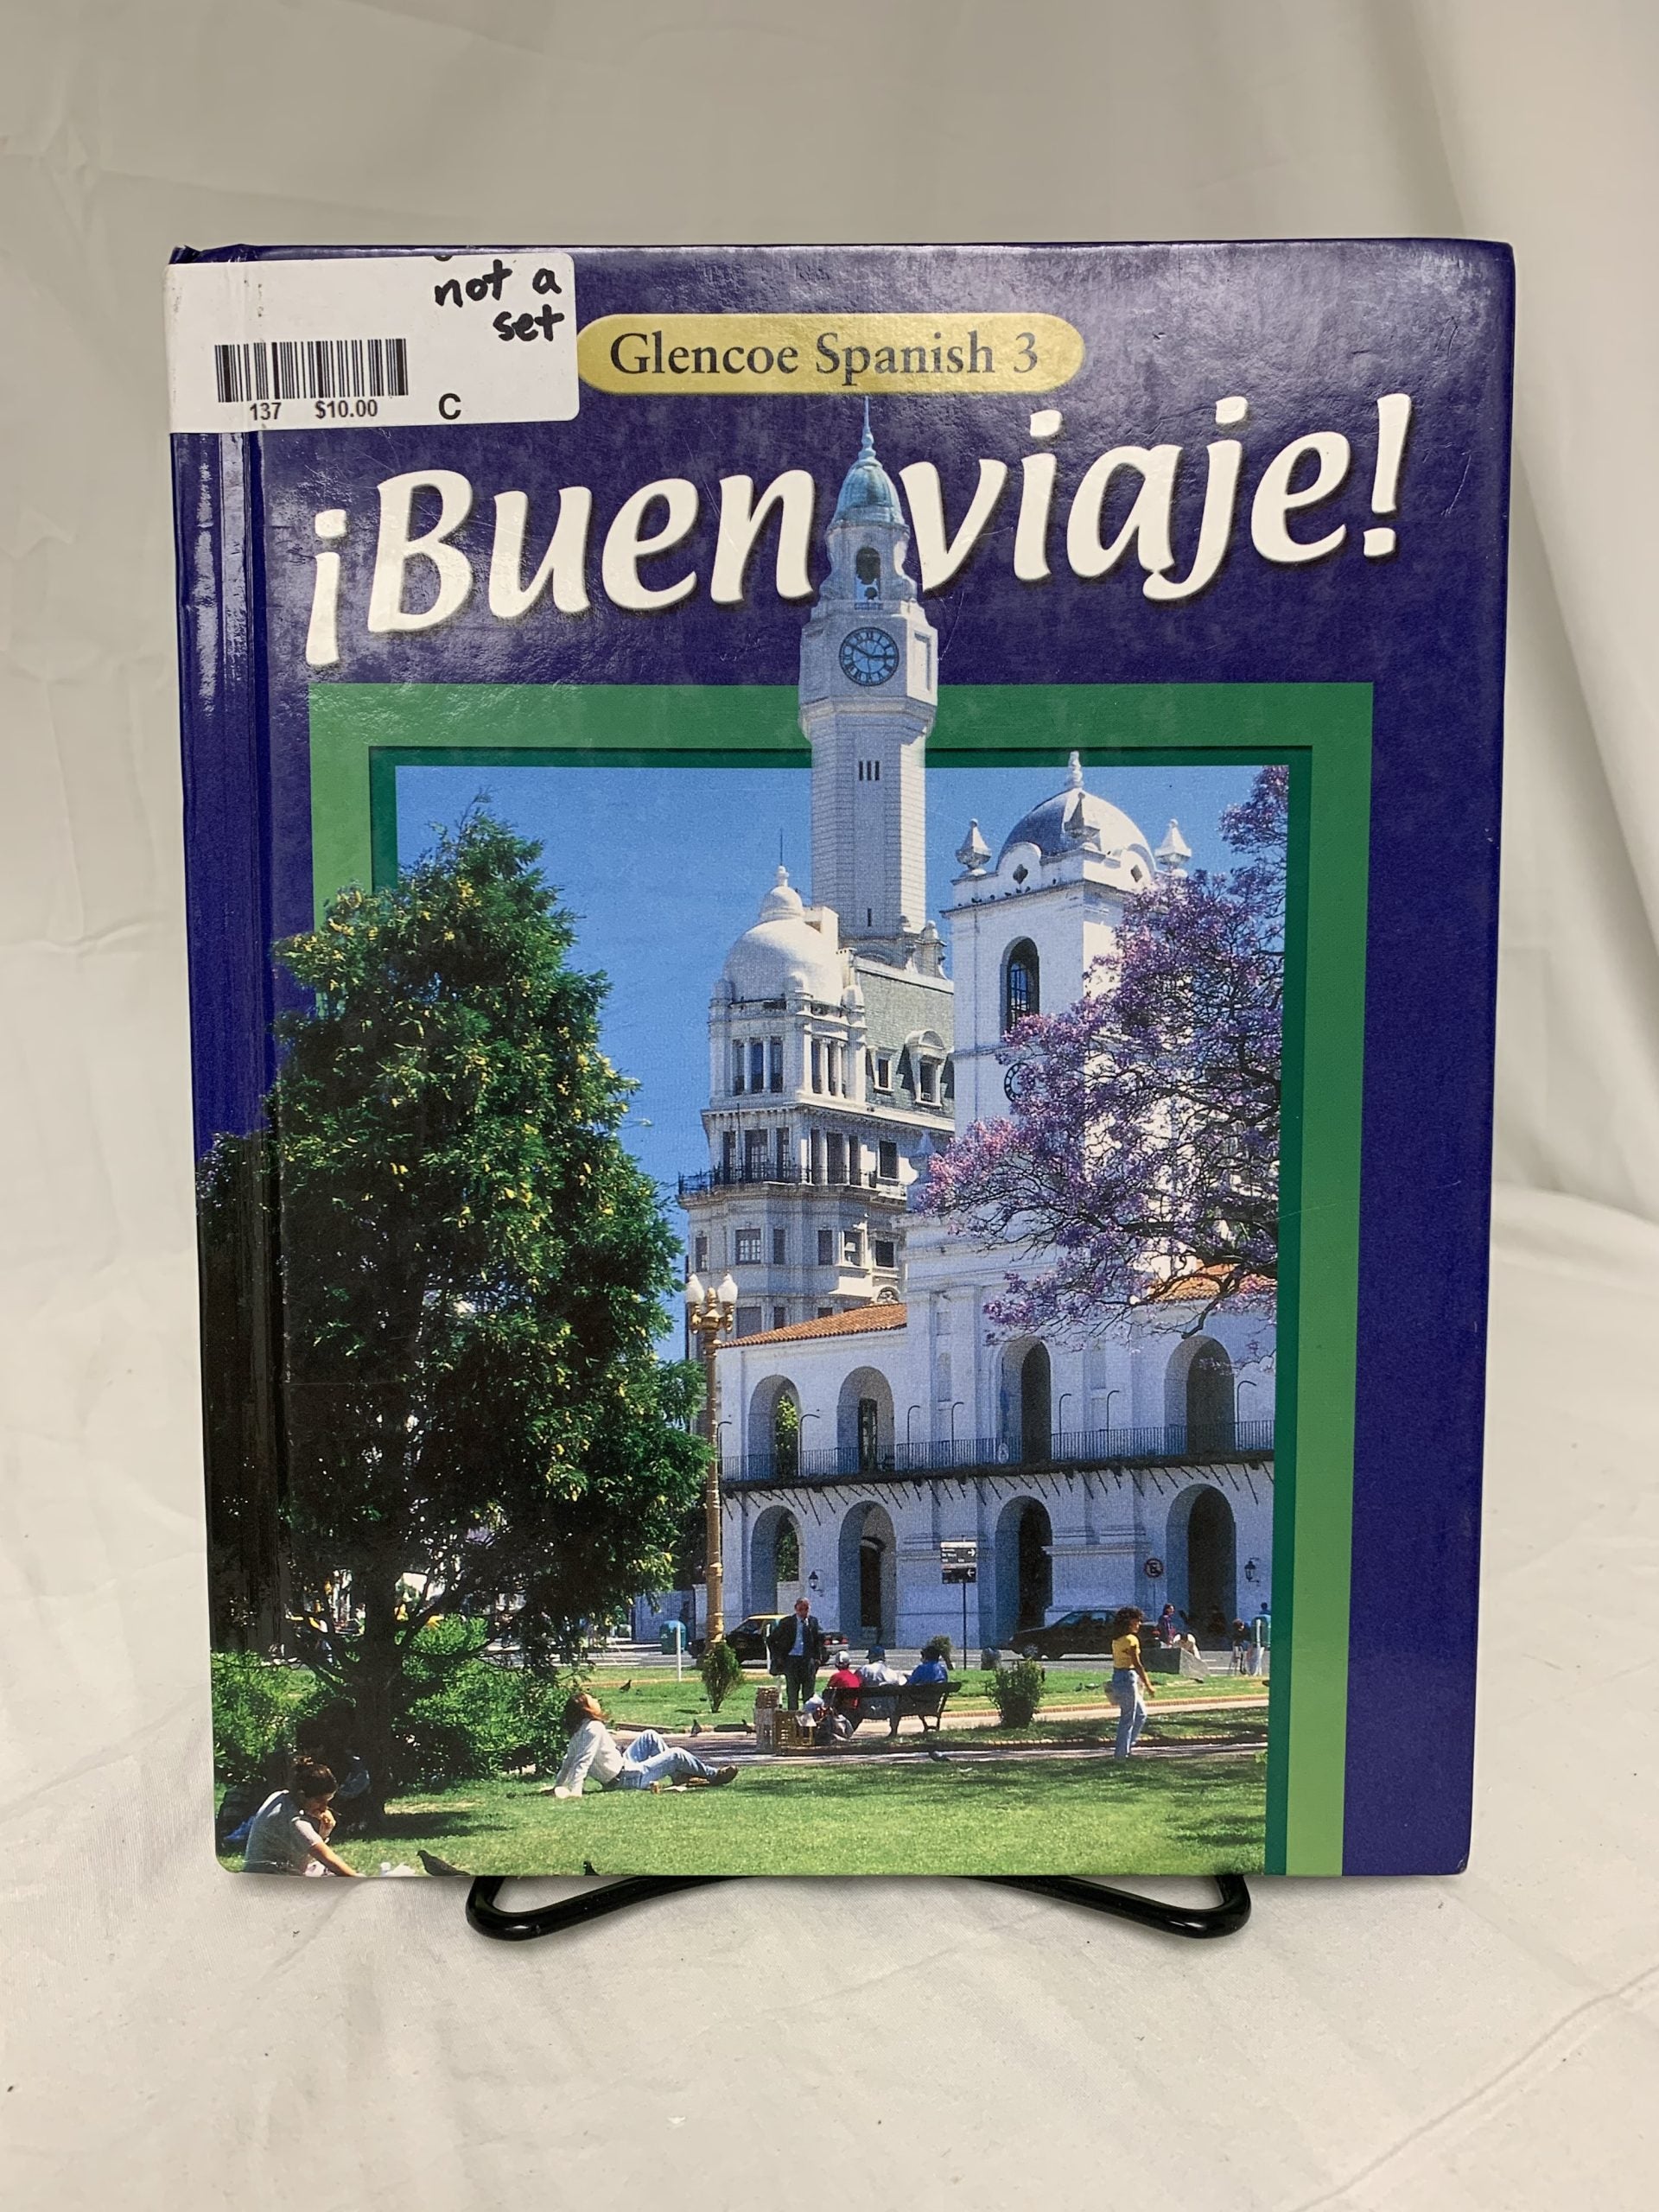 not a
set
137 $10.00 C
Glencoe Spanish 3
¡Buen viaje!